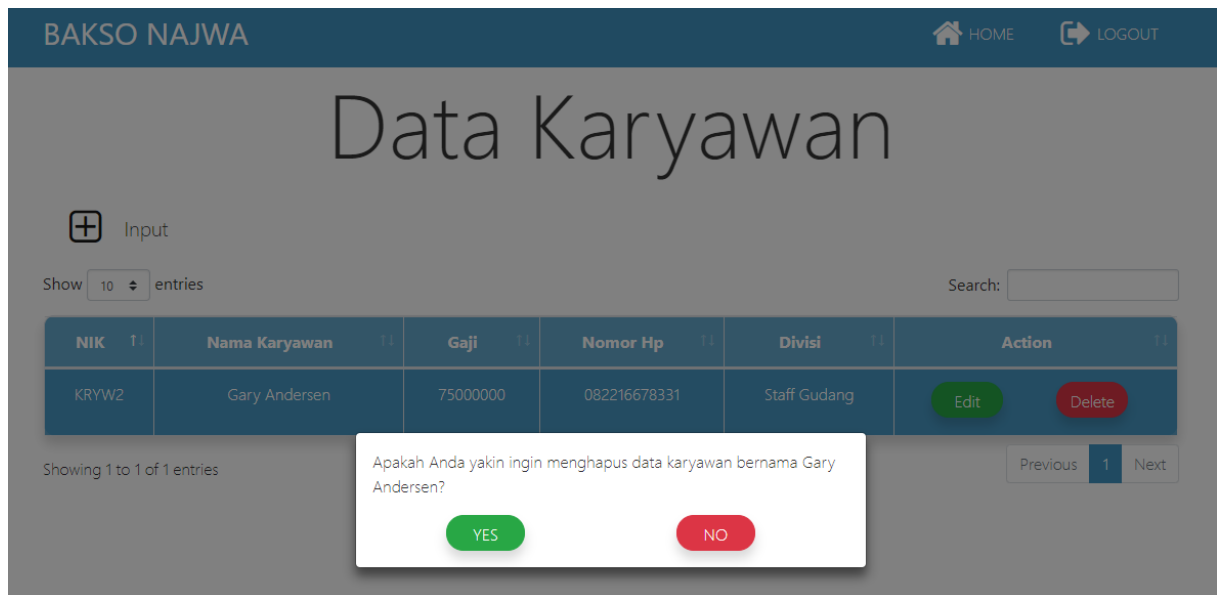 BAKSO NAJWA HOME LOGOUT
Data Karyawan
Input
Show 10 entries Search:
NIK Nama Karyawan Gaji Nomor Hp Divisi Action
KRYW2 Gary Andersen 75000000 082216678331 Staff Gudang Edit Delete
Showing 1 to 1 of 1 entries Previous 1 Next
Apakah Anda yakin ingin menghapus data karyawan bernama Gary
Andersen?
YES NO